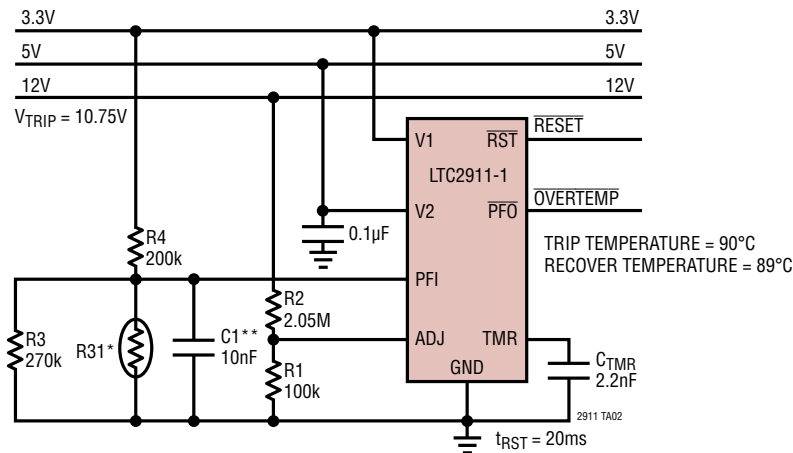 3.3V 3.3V
5V 5V
12V 12V
VTRIP = 10.75V
RESET
V1 RST
LTC2911-1
OVERTEMP
V2 PFO
0.1µF
R4
200k
TRIP TEMPERATURE = 90°C
RECOVER TEMPERATURE = 89°C
PFI
R2
2.05M
R3
270k
R31*
C1**
10nF
ADJ TMR
R1
100k
GND
CTMR
2.2nF
2911 TA02
tRST = 20ms